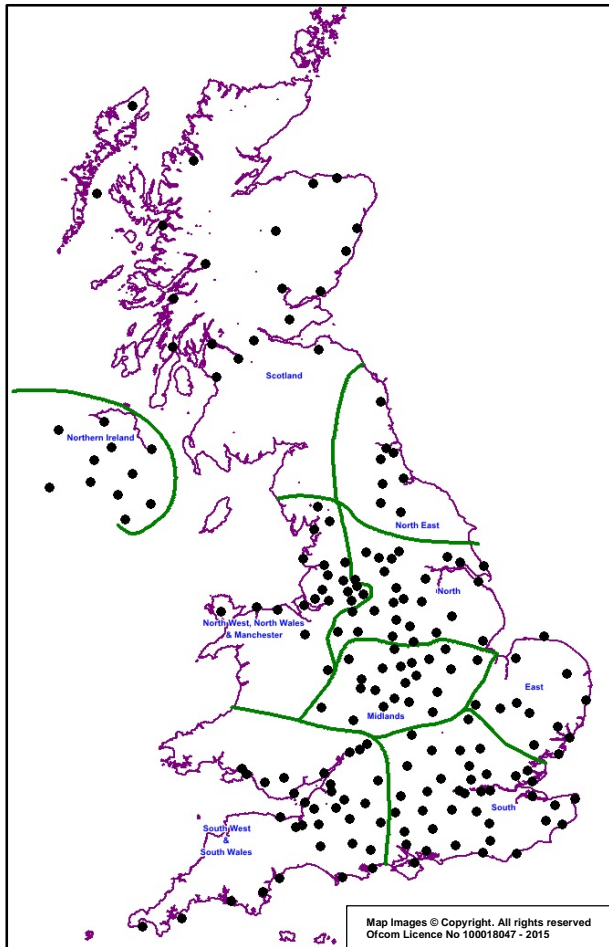 Scotland
Northern Ireland
North East
North
North West, North Wales
& Manchester
East
Midlands
South
South West
&
South Wales
Map Images © Copyright. All rights reserved
Ofcom Licence No 100018047 - 2015